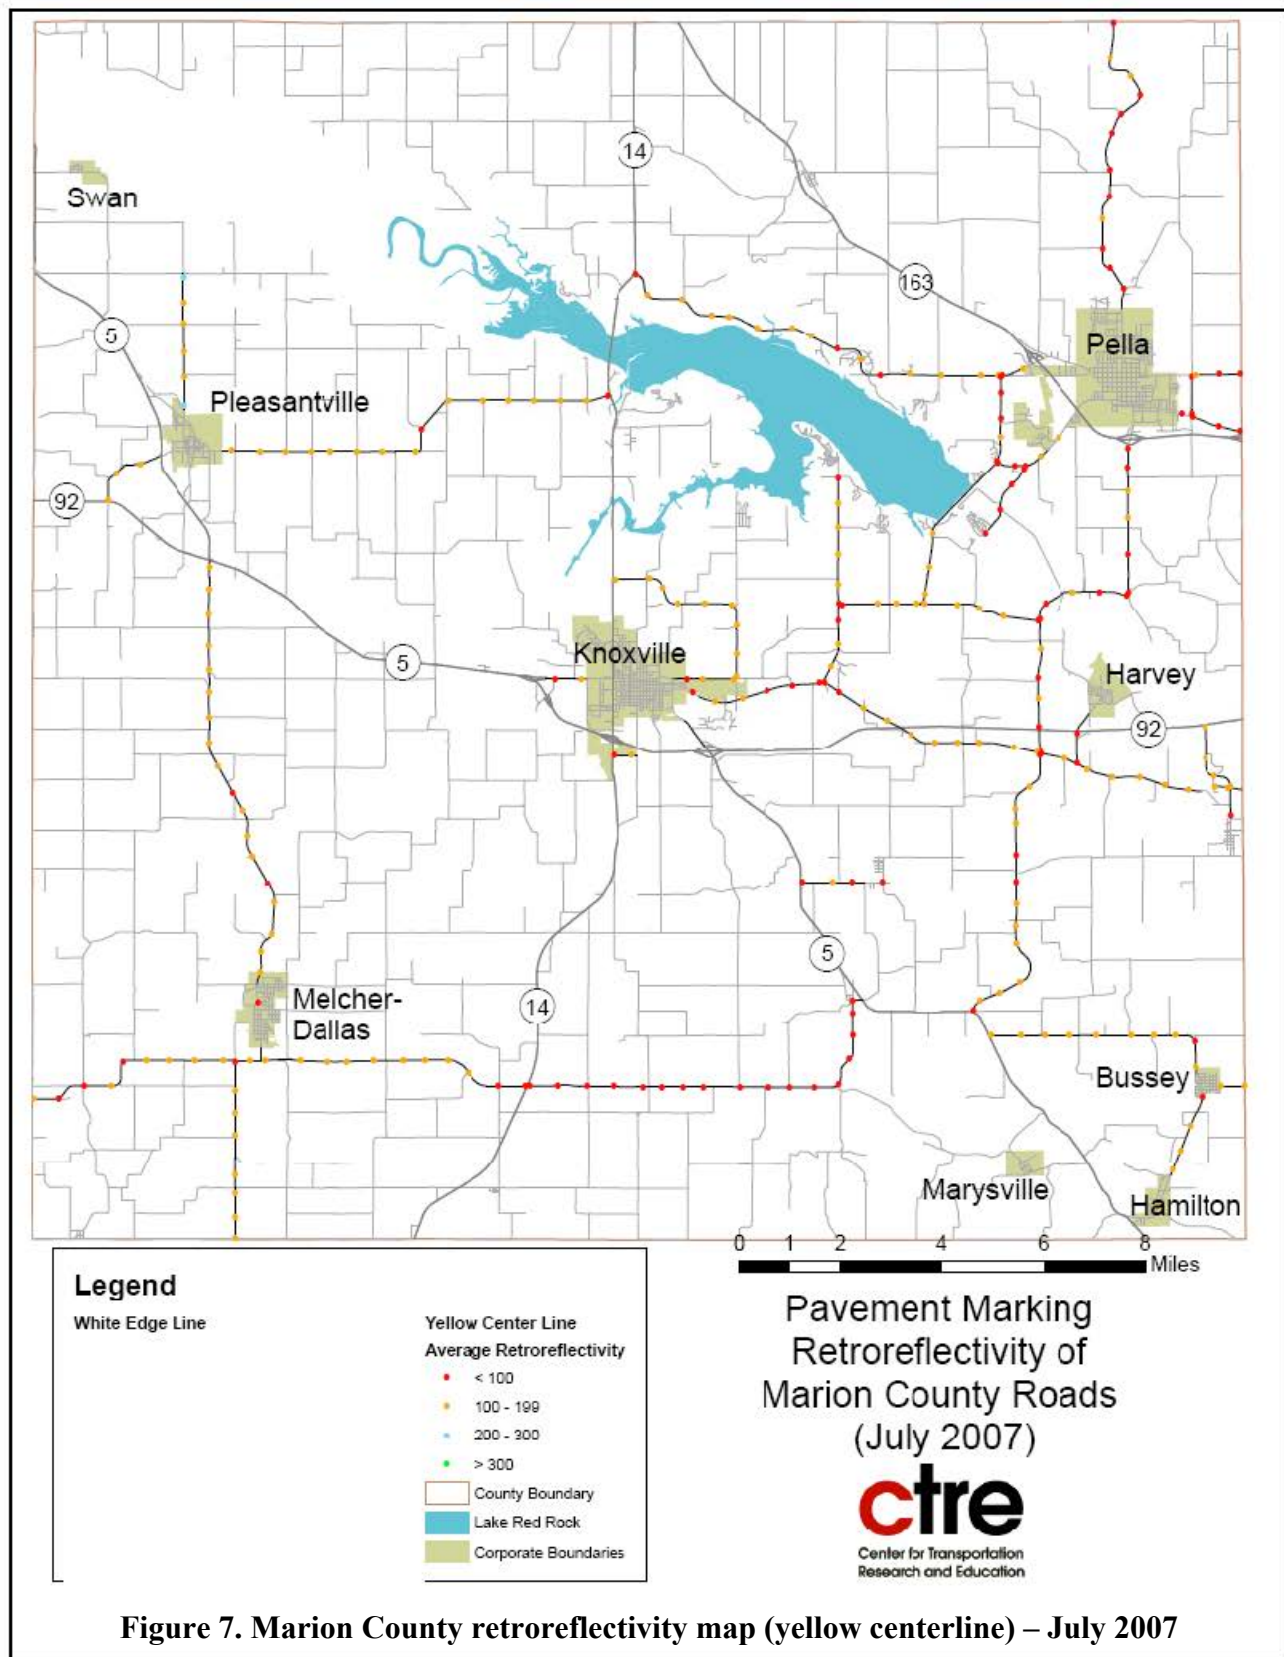 14
Swan
163
5
Pella
Pleasantville
92
Knoxville
5
Harvey
92
5
Melcher-
Dallas
14
Bussey
Marysville
Hamilton
0 1 2 4 6 8
Miles
Legend
White Edge Line
Yellow Center Line
Average Retroreflectivity
< 100
100 - 199
200 - 300
> 300
County Boundary
Lake Red Rock
Corporate Boundaries
Pavement Marking
Retroreflectivity of
Marion County Roads
(July 2007)
ctre
Center for Transportation
Research and Education
Figure 7. Marion County retroreflectivity map (yellow centerline) – July 2007